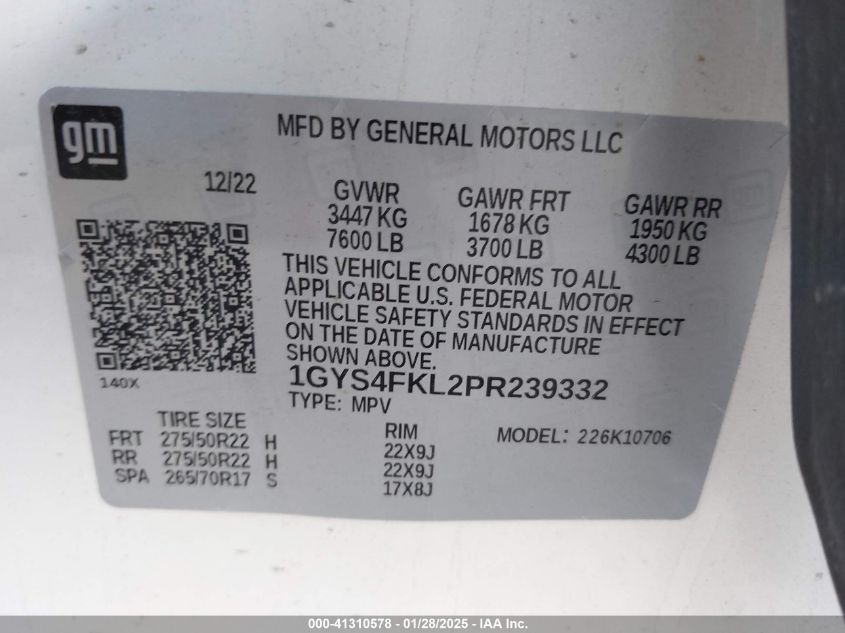 gm
MFD BY GENERAL MOTORS LLC
12/22
GVWR GAWR FRT GAWR RR
3447 KG 1678 KG 1950 KG
7600 LB 3700 LB 4300 LB
THIS VEHICLE CONFORMS TO ALL
APPLICABLE U.S. FEDERAL MOTOR
VEHICLE SAFETY STANDARDS IN EFFECT
ON THE DATE OF MANUFACTURE
SHOWN ABOVE.
140X
1GYS4FKL2PR239332
TYPE: MPV
TIRE SIZE RIM MODEL: 226K10706
FRT 275/50R22 H 22X9J
RR 275/50R22 H 22X9J
SPA 265/70R17 S 17X8J
000-41310578 - 01/28/2025 - IAA Inc.